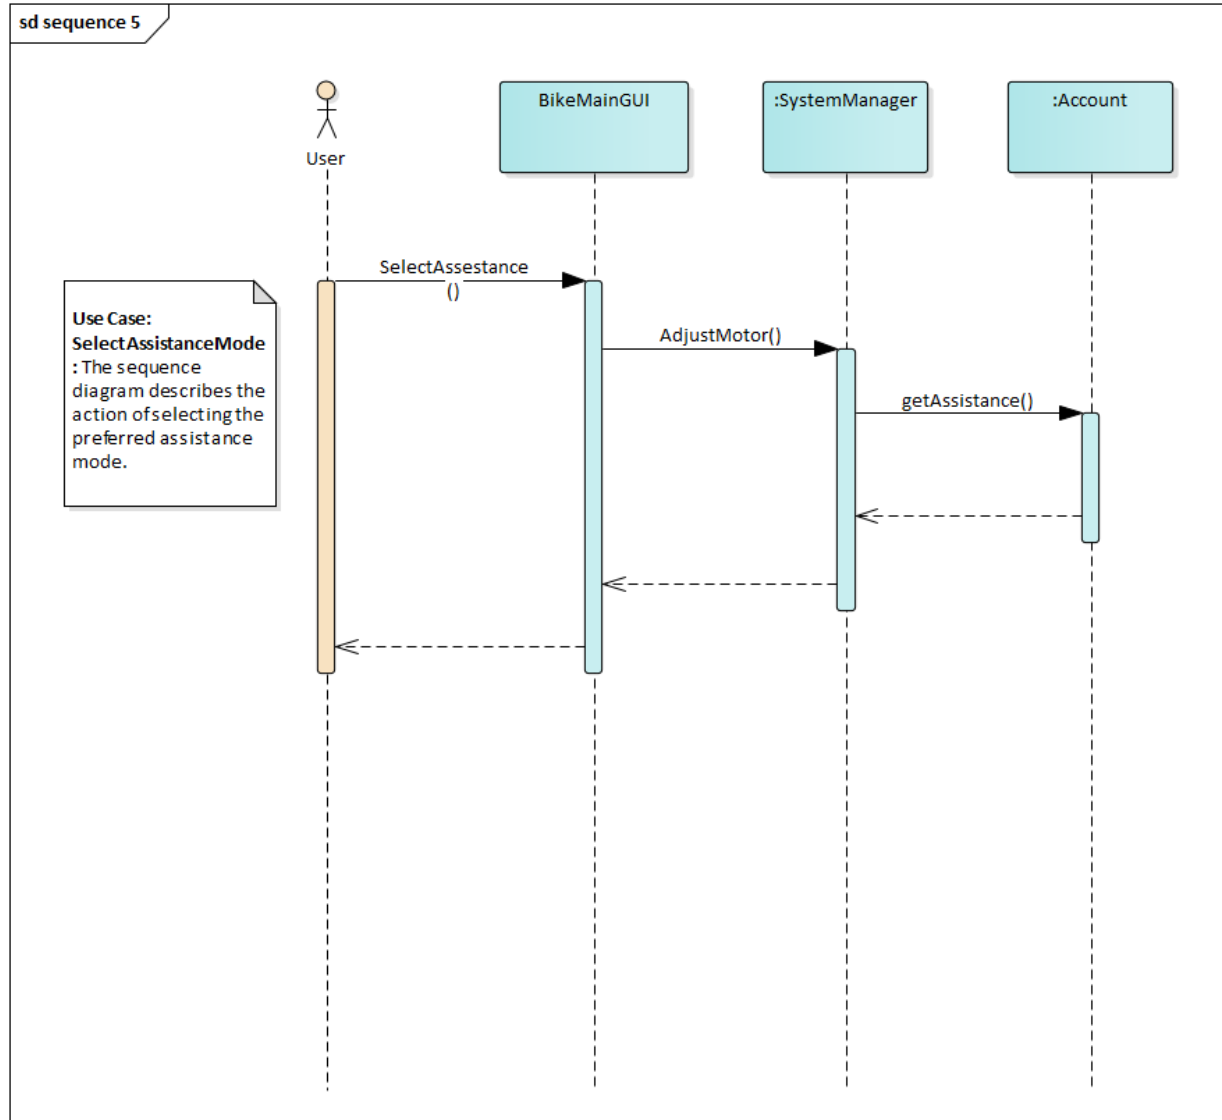 sd sequence 5
User
BikeMainGUI
:SystemManager
:Account
SelectAssestance
()
AdjustMotor()
getAssistance()
Use Case:
SelectAssistanceMode
: The sequence
diagram describes the
action of selecting the
preferred assistance
mode.